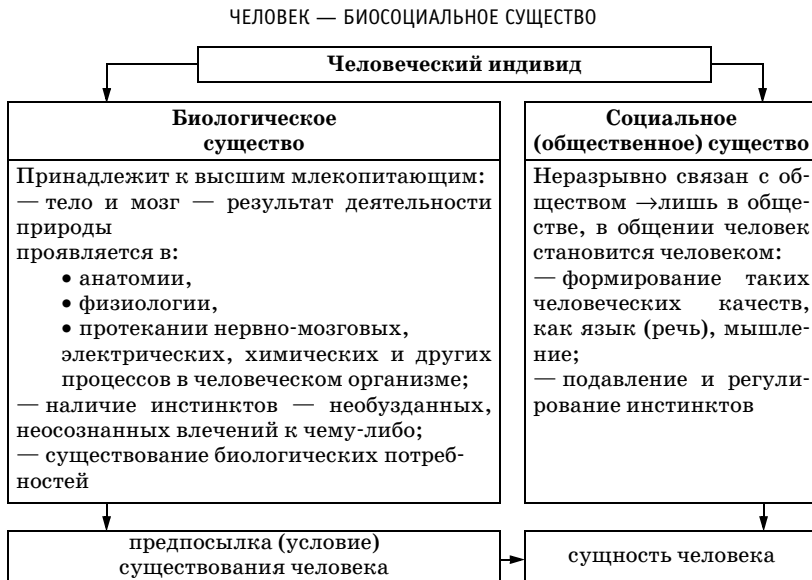 ЧЕЛОВЕК — БИОСОЦИАЛЬНОЕ СУЩЕСТВО
Человеческий индивид
Биологическое
существо
Принадлежит к высшим млекопитающим:
— тело и мозг — результат деятельности
природы
проявляется в:
• анатомии,
• физиологии,
• протекании нервно-мозговых,
электрических, химических и других
процессов в человеческом организме;
— наличие инстинктов — необузданных,
неосознанных влечений к чему-либо;
— существование биологических потреб-
ностей
Социальное
(общественное) существо
Неразрывно связан с об-
ществом →лишь в обще-
стве, в общении человек
становится человеком:
— формирование таких
человеческих качеств,
как язык (речь), мышле-
ние;
— подавление и регули-
рование инстинктов
предпосылка (условие)
существования человека
сущность человека